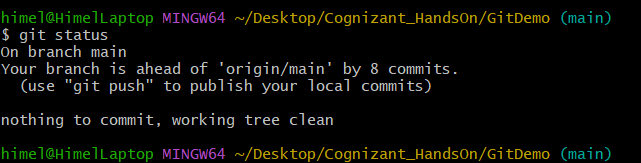 himel@HimelLaptop MINGW64 ~/Desktop/Cognizant_HandsOn/GitDemo (main)
$ git status
On branch main
Your branch is ahead of 'origin/main' by 8 commits.
  (use "git push" to publish your local commits)

nothing to commit, working tree clean

himel@HimelLaptop MINGW64 ~/Desktop/Cognizant_HandsOn/GitDemo (main)